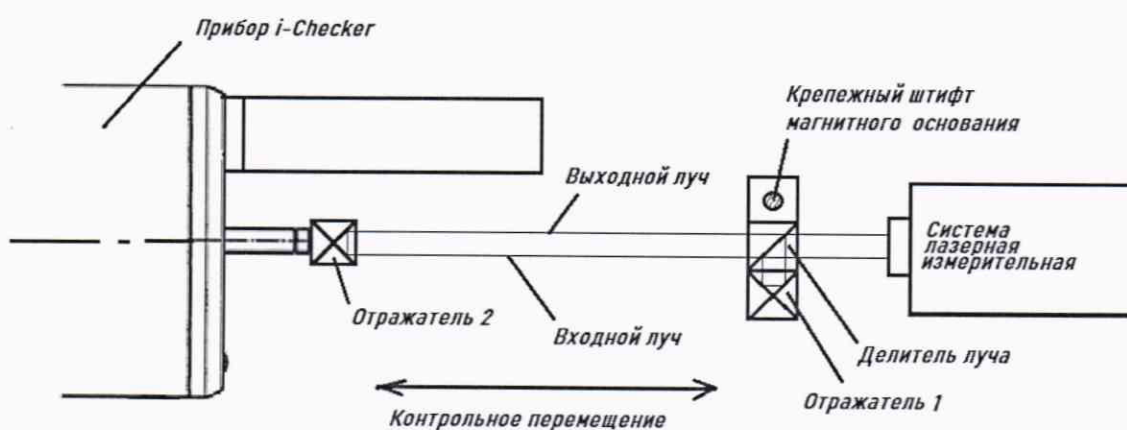 Прибор i-Checker
Крепежный штифт
магнитного основания
Выходной луч
Система
лазерная
измерительная
Отражатель 2
Входной луч
Делитель луча
Отражатель 1
Контрольное перемещение